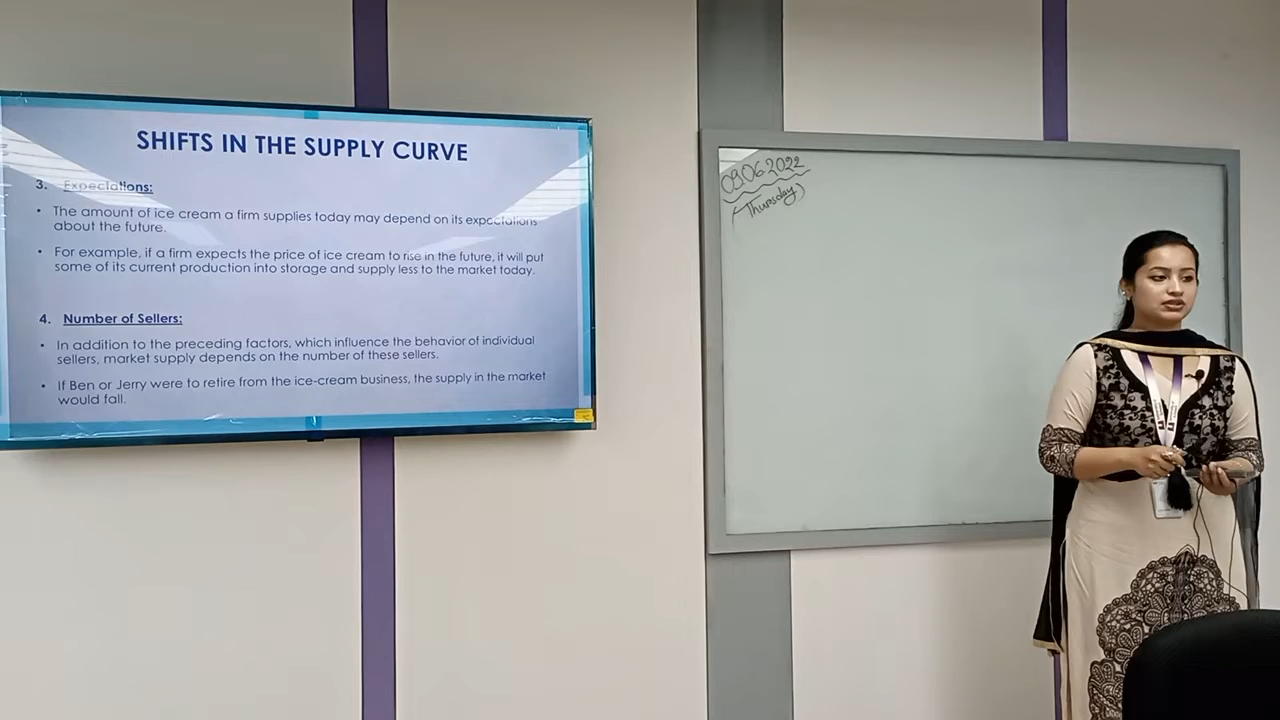 SHIFTS IN THE SUPPLY CURVE
3. Expectations:
• The amount of ice cream a firm supplies today may depend on its expectations
about the future.
• For example, if a firm expects the price of ice cream to rise in the future, it will put
some of its current production into storage and supply less to the market today.
4. Number of Sellers:
• In addition to the preceding factors, which influence the behavior of individual
sellers, market supply depends on the number of these sellers.
• If Ben or Jerry were to retire from the ice-cream business, the supply in the market
would fall.
09.06.2022
(Thursday)